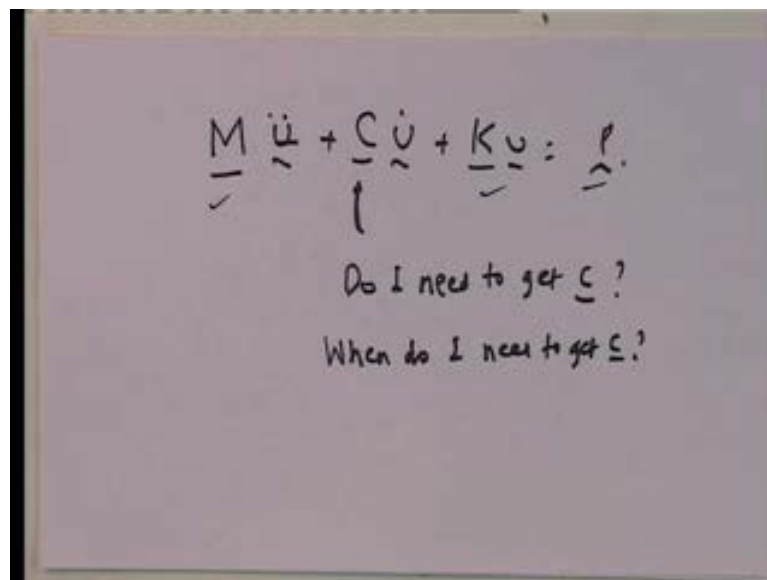 M ü + C u̇ + K u = P.
Do I need to get C ?
When do I need to get C ?